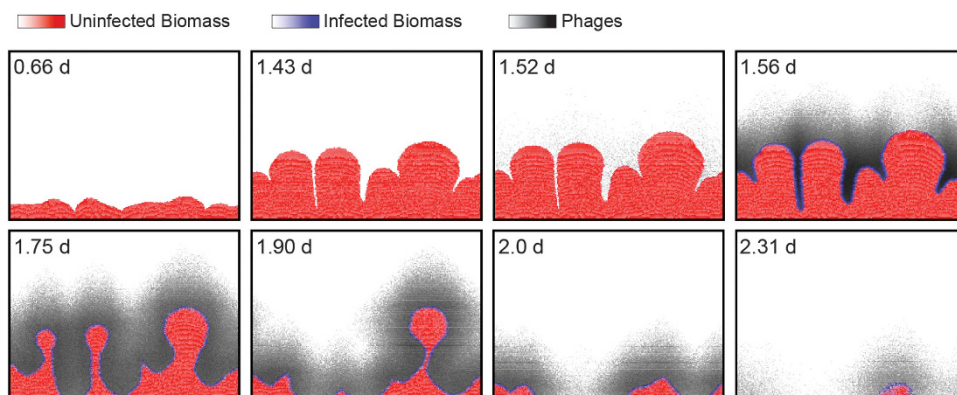 Uninfected Biomass Infected Biomass Phages
0.66 d 1.43 d 1.52 d 1.56 d
1.75 d 1.90 d 2.0 d 2.31 d